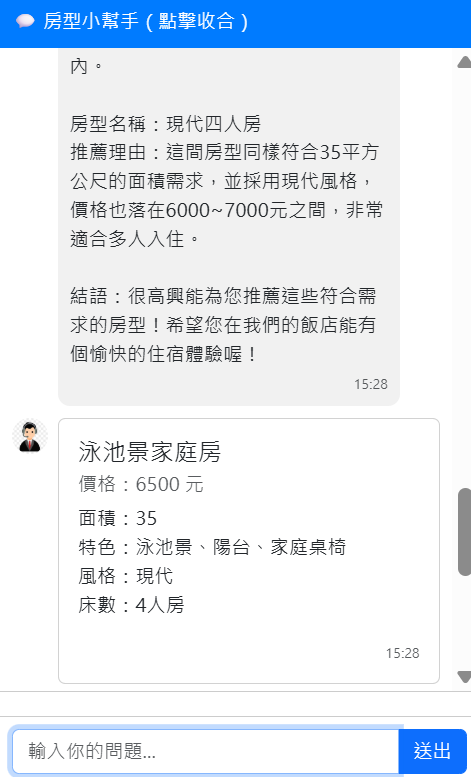 房型小幫手（點擊收合）
內。
房型名稱：現代四人房
推薦理由：這間房型同樣符合35平方
公尺的面積需求，並採用現代風格，
價格也落在6000~7000元之間，非常
適合多人入住。
結語：很高興能為您推薦這些符合需
求的房型！希望您在我們的飯店能有
個愉快的住宿體驗喔！
15:28
泳池景家庭房
價格：6500 元
面積：35
特色：泳池景、陽台、家庭桌椅
風格：現代
床數：4人房
15:28
輸入你的問題...
送出